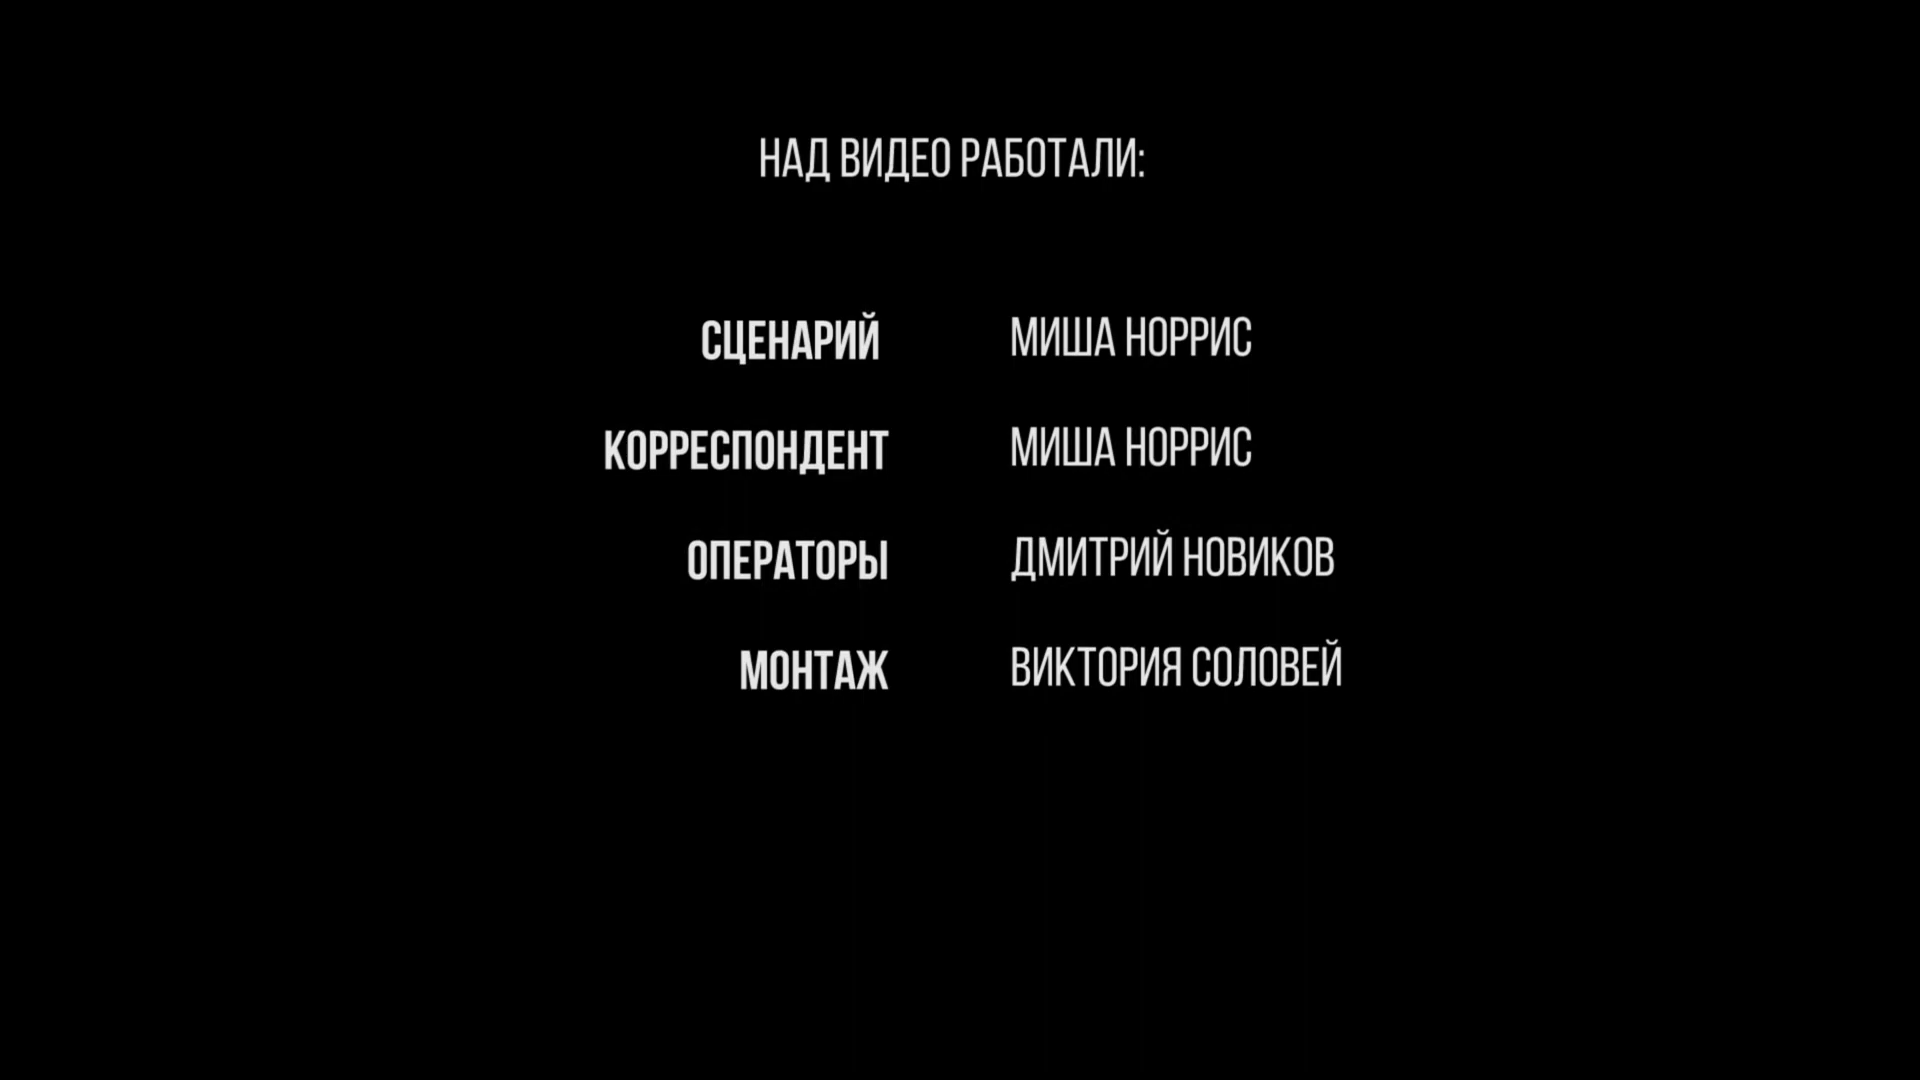 НАД ВИДЕО РАБОТАЛИ:
СЦЕНАРИЙ МИША НОРРИС
КОРРЕСПОНДЕНТ МИША НОРРИС
ОПЕРАТОРЫ ДМИТРИЙ НОВИКОВ
МОНТАЖ ВИКТОРИЯ СОЛОВЕЙ